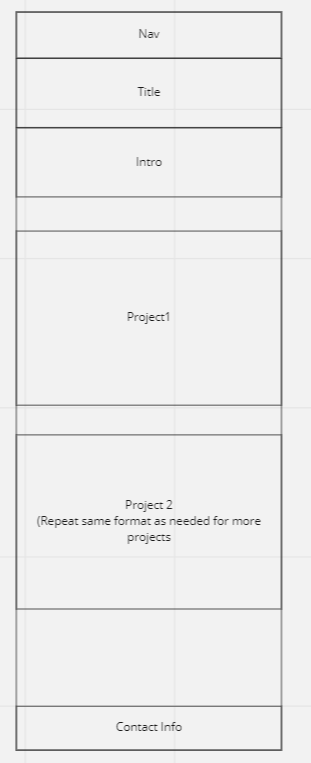 Nav
Title
Intro
Project1
Project 2
(Repeat same format as needed for more
projects
Contact Info